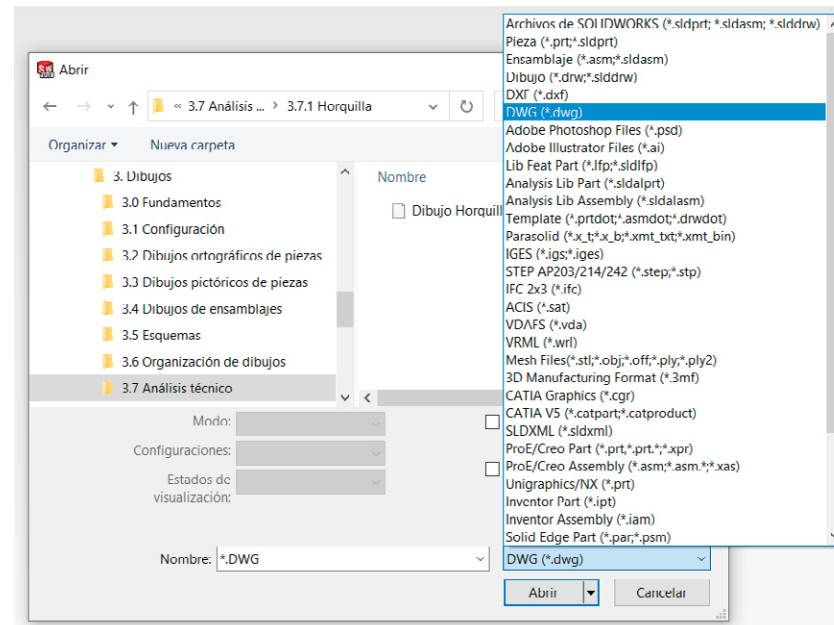 Abrir
« 3.7 Análisis ... > 3.7.1 Horquilla
Organizar
Nueva carpeta
3. Dibujos
3.0 Fundamentos
3.1 Configuración
3.2 Dibujos ortográficos de piezas
3.3 Dibujos pictóricos de piezas
3.4 Dibujos de ensamblajes
3.5 Esquemas
3.6 Organización de dibujos
3.7 Análisis técnico
Nombre
Dibujo Horquill
Modo:
Configuraciones:
Estados de
visualización:
Nombre: *.DWG
Archivos de SOLIDWORKS (*.sldprt; *.sldasm; *.slddrw)
Pieza (*.prt;*.sldprt)
Ensamblaje (*.asm;*.sldasm)
Dibujo (*.drw;*.slddrw)
DXF (*.dxf)
DWG (*.dwg)
Adobe Photoshop Files (*.psd)
Adobe Illustrator Files (*.ai)
Lib Feat Part (*.lfp;*.sldlfp)
Analysis Lib Part (*.sldalprt)
Analysis Lib Assembly (*.sldalasm)
Template (*.prtdot;*.asmdot;*.drwdot)
Parasolid (*.x_t;*.x_b;*.xmt_txt;*.xmt_bin)
IGES (*.igs;*.iges)
STEP AP203/214/242 (*.step;*.stp)
IFC 2x3 (*.ifc)
ACIS (*.sat)
VDAFS (*.vda)
VRML (*.wrl)
Mesh Files(*.stl;*.obj;*.off;*.ply;*.ply2)
3D Manufacturing Format (*.3mf)
CATIA Graphics (*.cgr)
CATIA V5 (*.catpart;*.catproduct)
SLDXML (*.sldxml)
ProE/Creo Part (*.prt,*.prt.*;*.xpr)
ProE/Creo Assembly (*.asm;*.asm.*;*.xas)
Unigraphics/NX (*.prt)
Inventor Part (*.ipt)
Inventor Assembly (*.iam)
Solid Edge Part (*.par;*.psm)
DWG (*.dwg)
Abrir
Cancelar